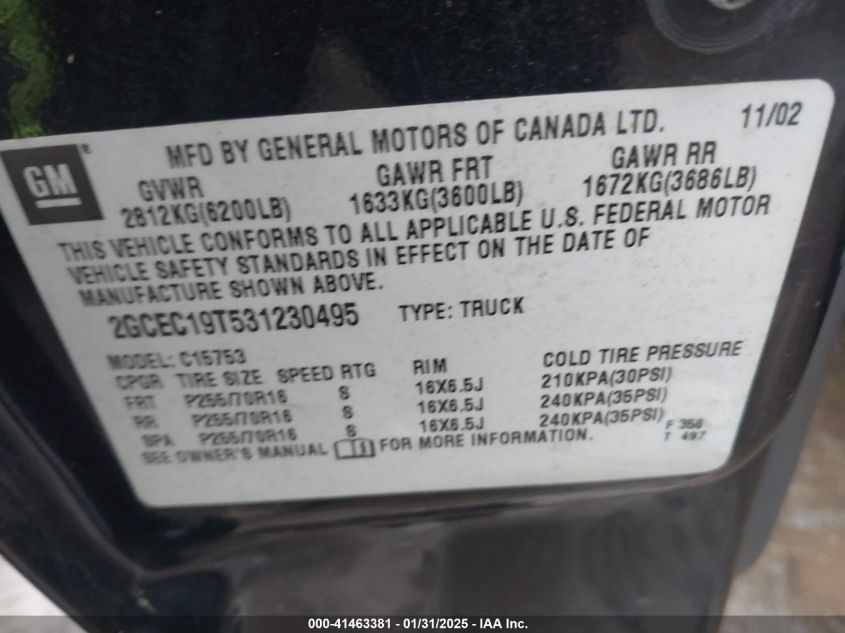 MFD BY GENERAL MOTORS OF CANADA LTD. 11/02
GM ®
GVWR GAWR FRT GAWR RR
2812KG(6200LB) 1633KG(3600LB) 1672KG(3686LB)
THIS VEHICLE CONFORMS TO ALL APPLICABLE U.S. FEDERAL MOTOR
VEHICLE SAFETY STANDARDS IN EFFECT ON THE DATE OF
MANUFACTURE SHOWN ABOVE.
2GCEC19T531230495 TYPE: TRUCK
MODEL: C15753
CPGR TIRE SIZE SPEED RTG RIM COLD TIRE PRESSURE
FRT P255/70R16 S 16X6.5J 210KPA(30PSI)
RR P255/70R16 S 16X6.5J 240KPA(35PSI)
SPA P255/70R16 S 16X6.5J 240KPA(35PSI)
SEE OWNER'S MANUAL FOR MORE INFORMATION.
F 356
T 497
000-41463381 - 01/31/2025 - IAA Inc.